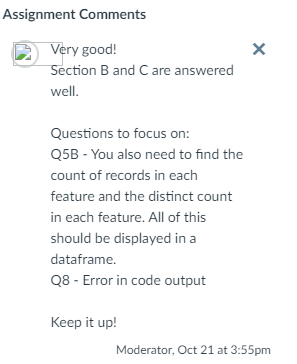 Assignment Comments
Very good!
Section B and C are answered
well.
Questions to focus on:
Q5B - You also need to find the
count of records in each
feature and the distinct count
in each feature. All of this
should be displayed in a
dataframe.
Q8 - Error in code output
Keep it up!
Moderator, Oct 21 at 3:55pm